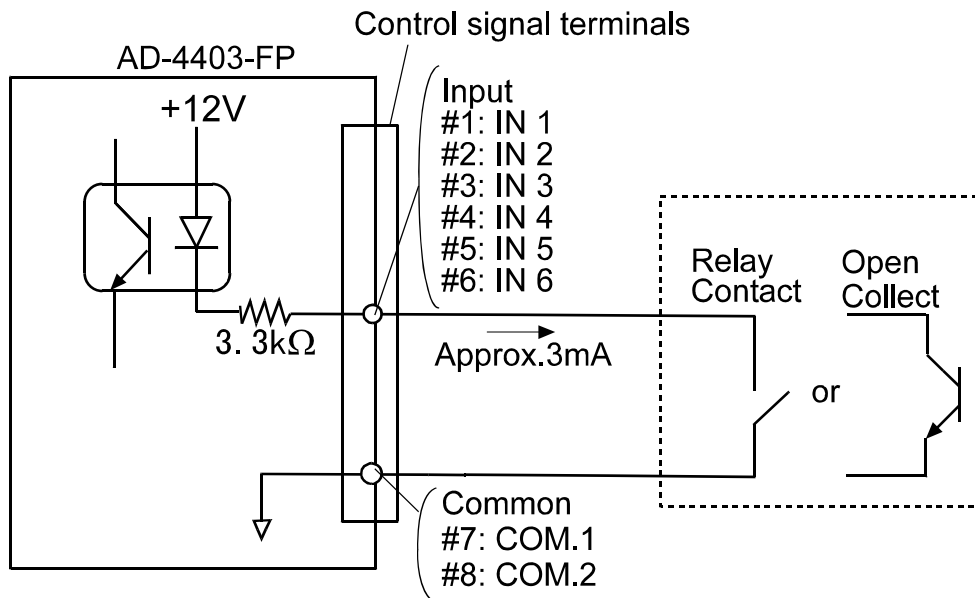 Control signal terminals
AD-4403-FP
+12V
Input
#1: IN 1
#2: IN 2
#3: IN 3
#4: IN 4
#5: IN 5
#6: IN 6
3. 3kΩ
Approx.3mA
Relay
Contact
or
Open
Collect
Common
#7: COM.1
#8: COM.2